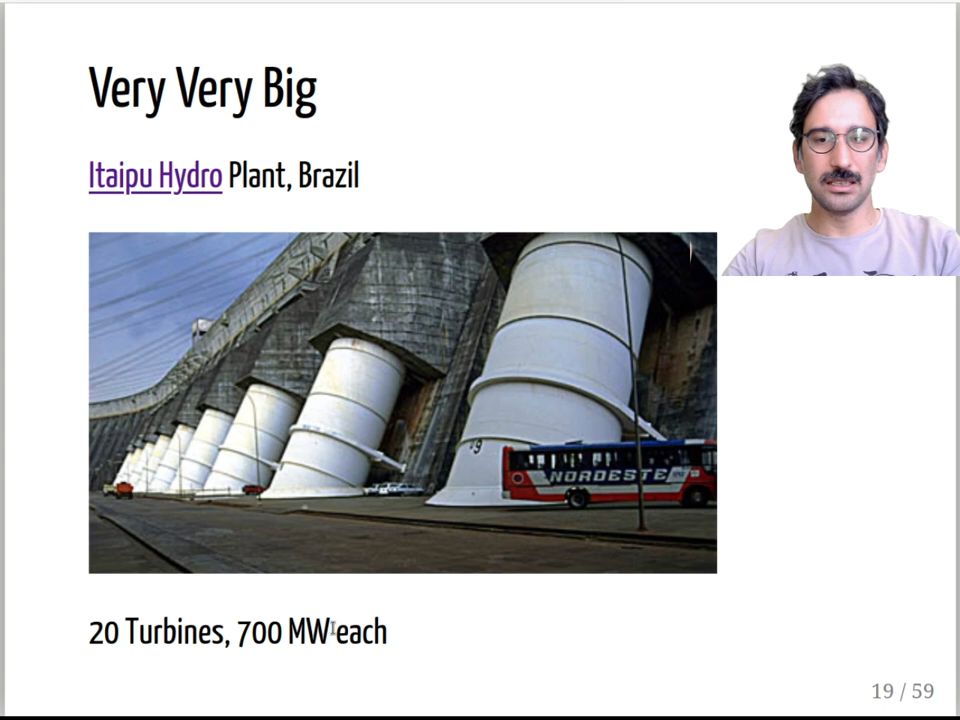 Very Very Big
Itaipu Hydro Plant, Brazil
NORDESTE
20 Turbines, 700 MW each
19 / 59